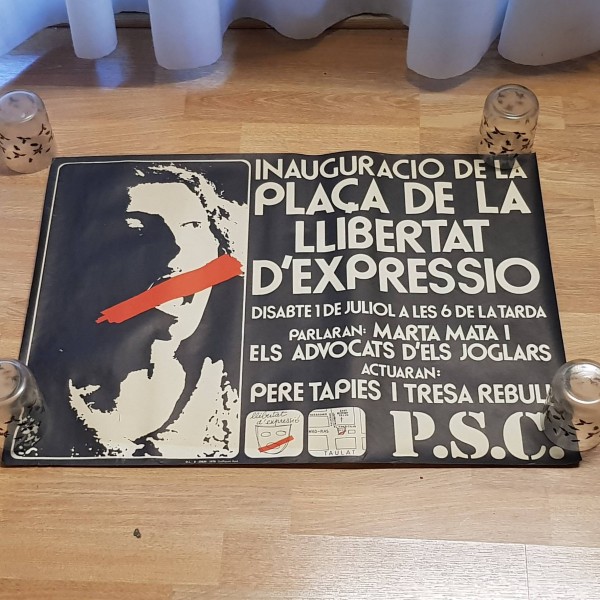 INAUGURACIO DE LA
PLAÇA DE LA
LLIBERTAT
D'EXPRESSIO
DISABTE 1 DE JULIOL A LES 6 DE LA TARDA
PARLARAN: MARTA MATA I
ELS ADVOCATS D'ELS JOGLARS
ACTUARAN:
PERE TAPIES I TRESA REBULL
llibertat
d'expressió
TAULAT
P.S.C.